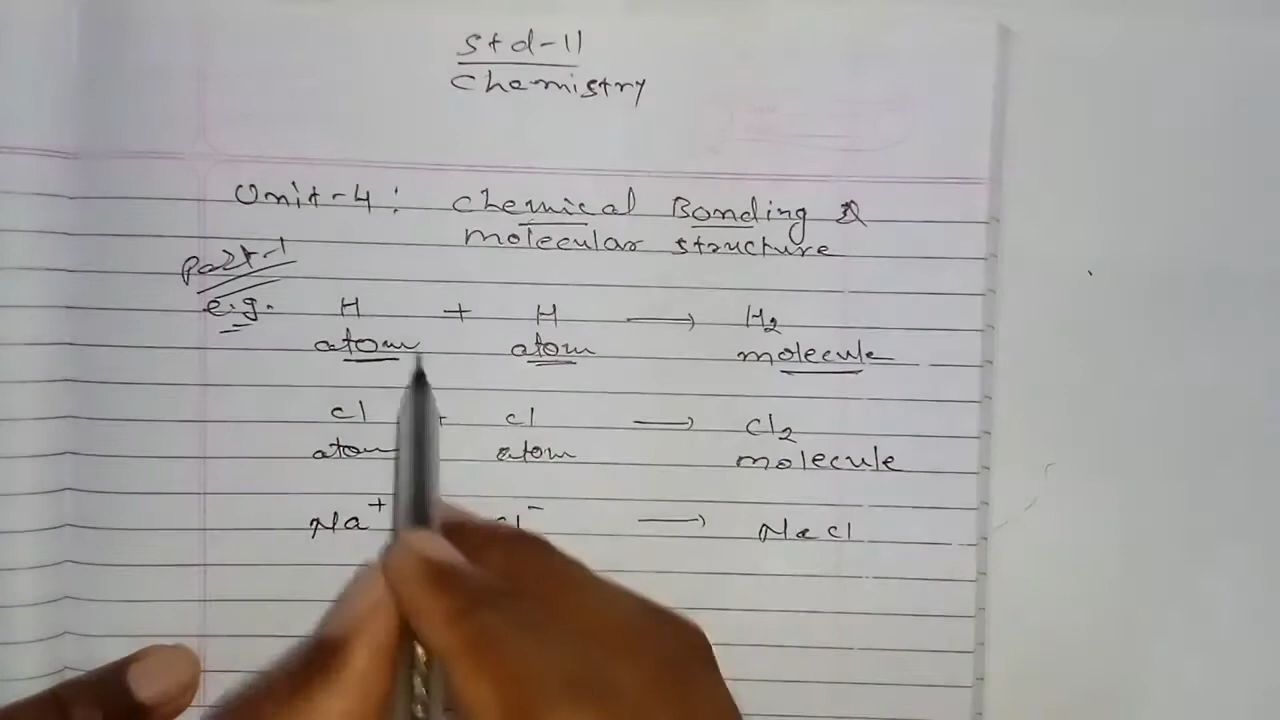 std-11
Chemistry
Unit-4: Chemical Bonding &
molecular structure
Part-1
e.g. H + H → H₂
atom atom molecule
Cl Cl → Cl₂
atom atom molecule
Na⁺ → NaCl